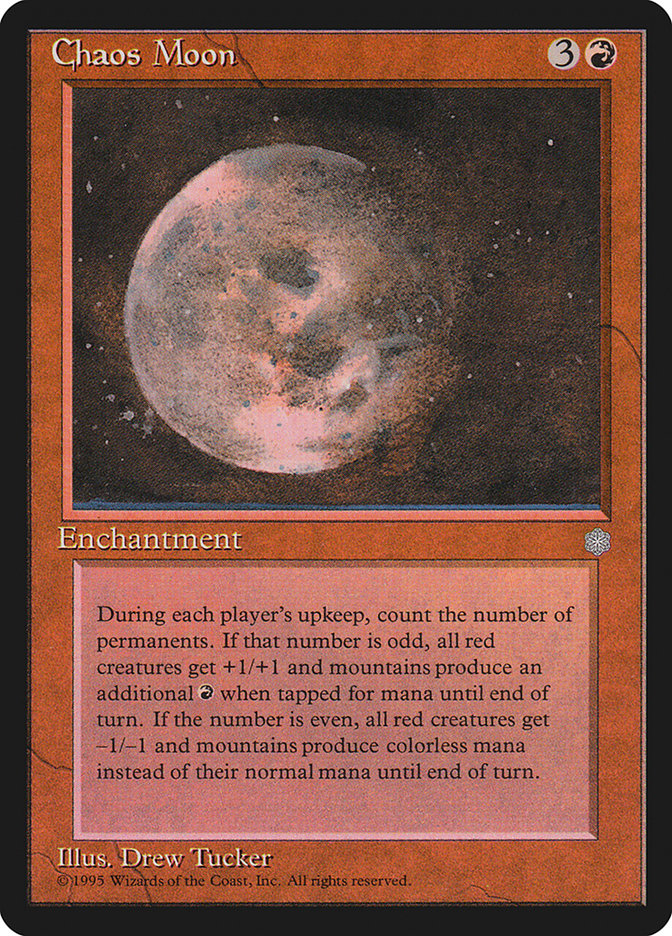 Chaos Moon
3
Enchantment
During each player's upkeep, count the number of
permanents. If that number is odd, all red
creatures get +1/+1 and mountains produce an
additional when tapped for mana until end of
turn. If the number is even, all red creatures get
–1/–1 and mountains produce colorless mana
instead of their normal mana until end of turn.
Illus. Drew Tucker
©1995 Wizards of the Coast, Inc. All rights reserved.